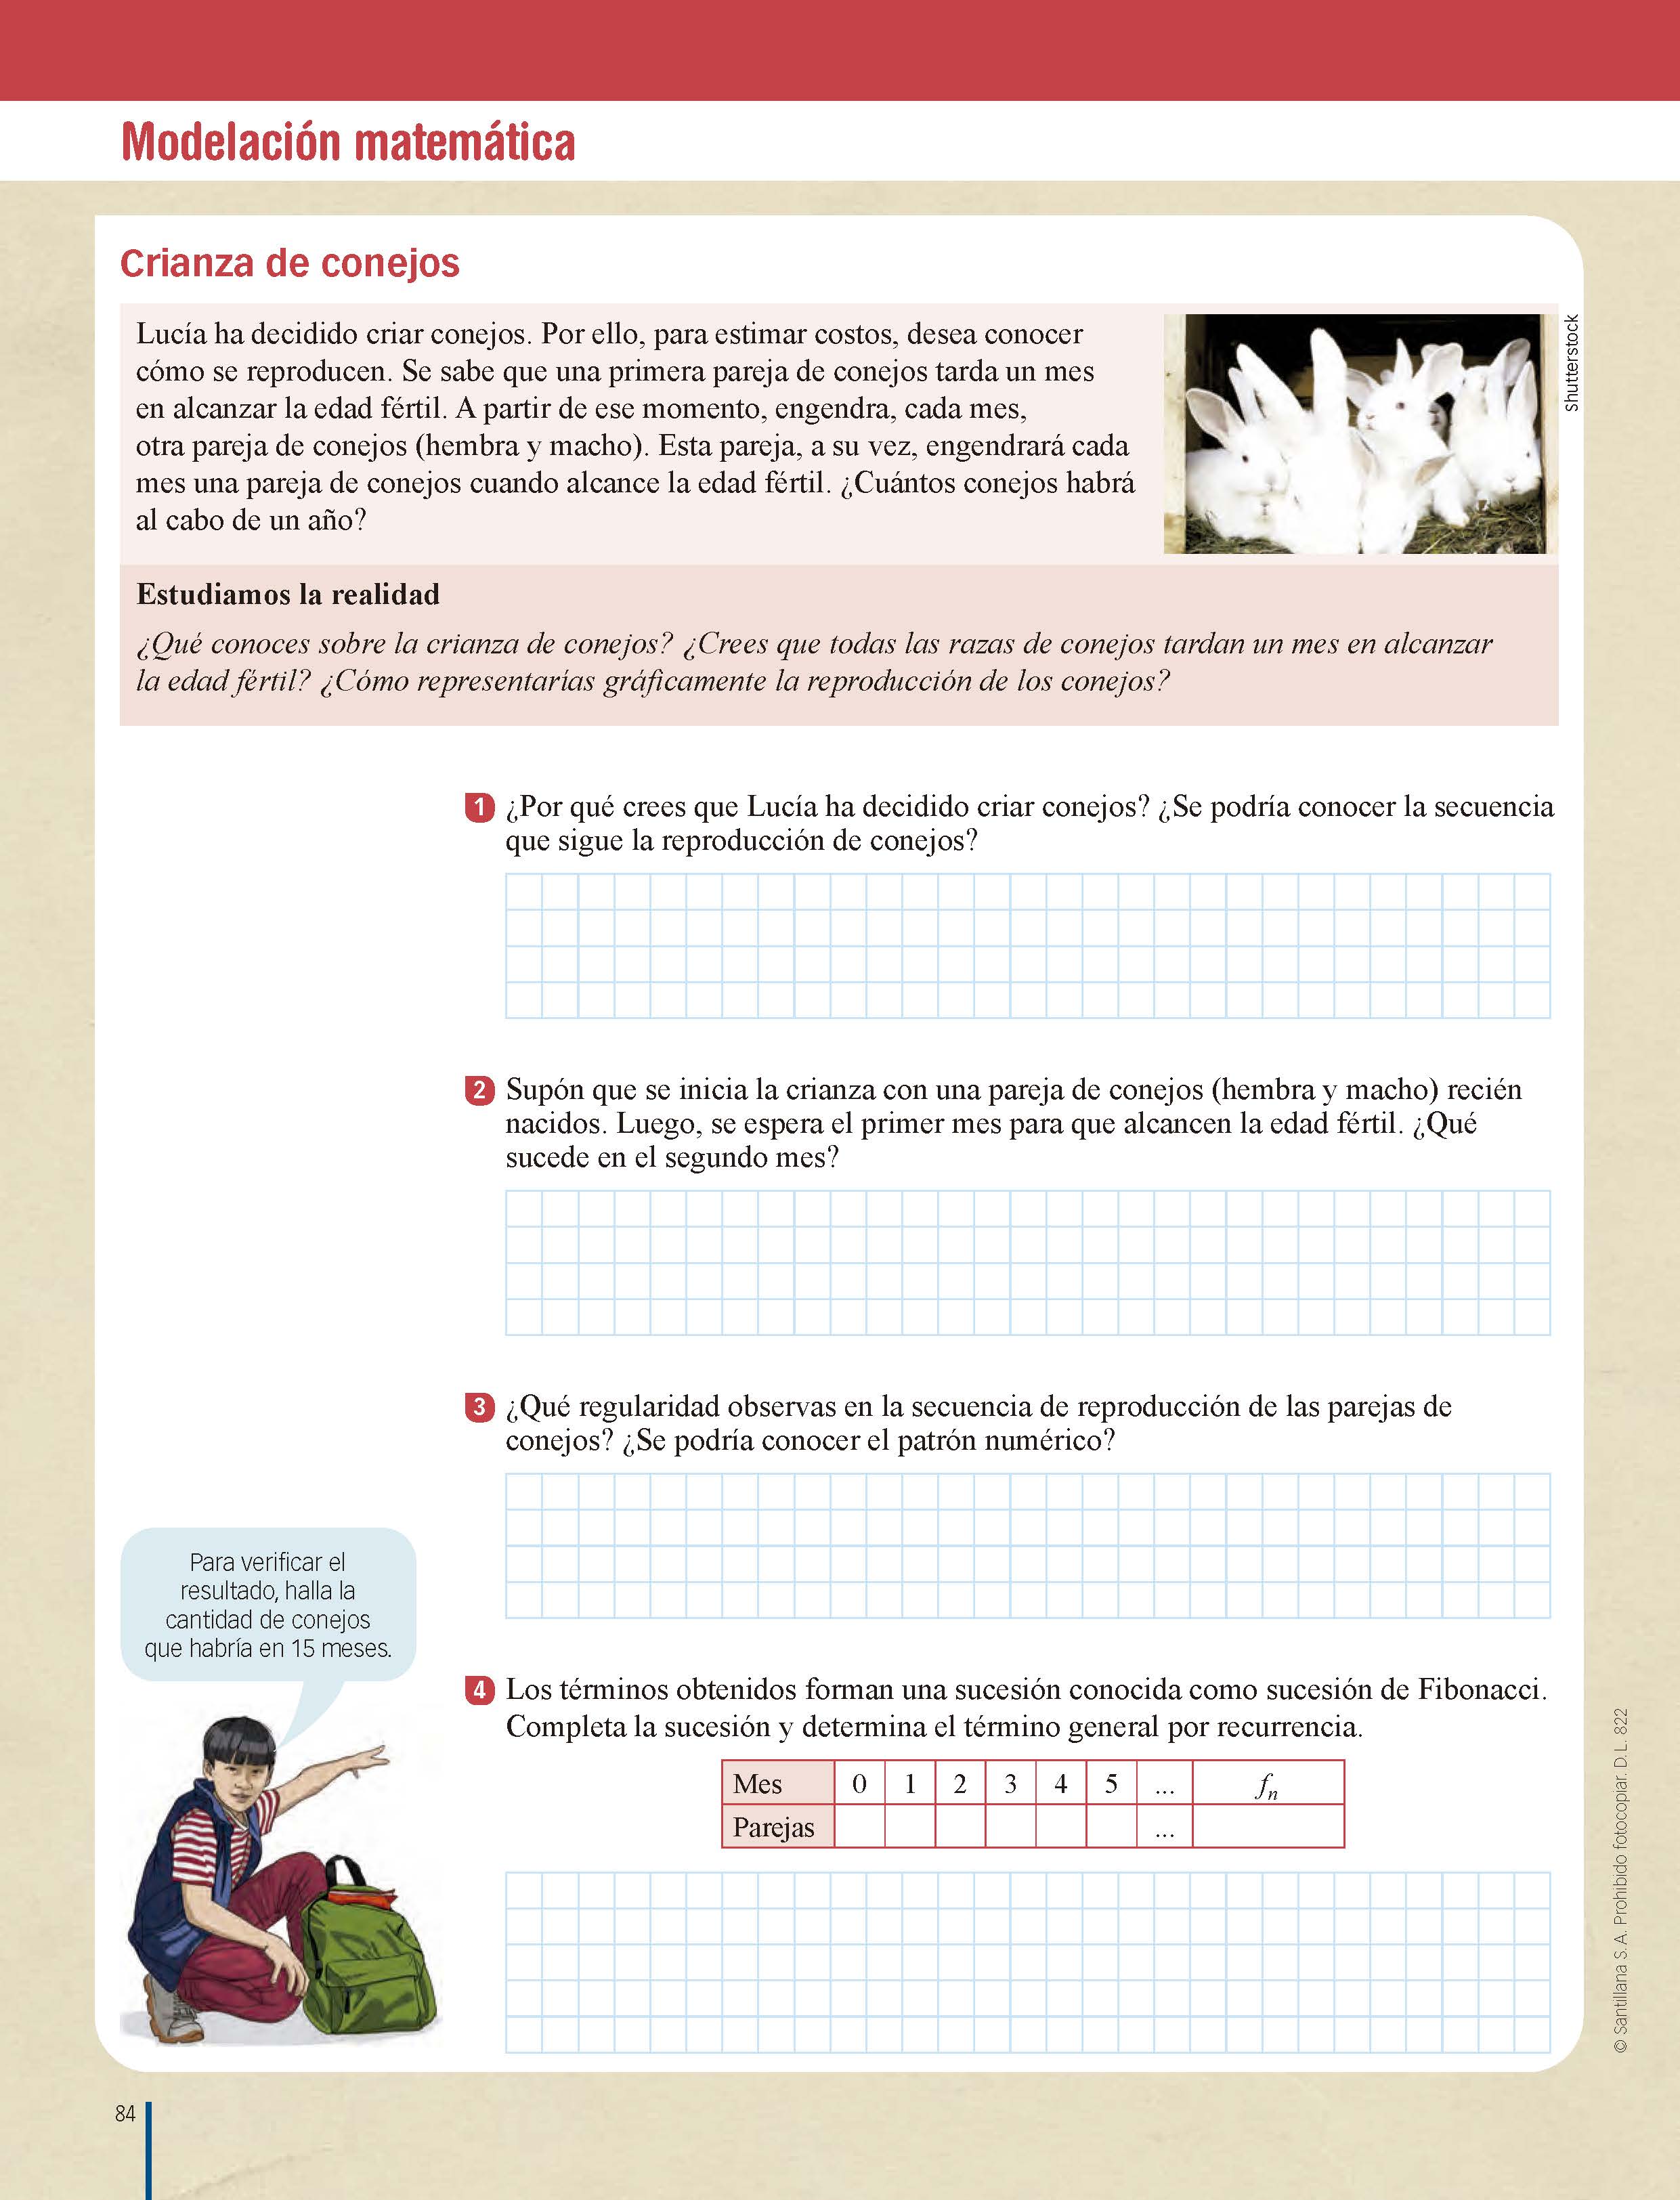 Modelación matemática
Crianza de conejos
Lucía ha decidido criar conejos. Por ello, para estimar costos, desea conocer
cómo se reproducen. Se sabe que una primera pareja de conejos tarda un mes
en alcanzar la edad fértil. A partir de ese momento, engendra, cada mes,
otra pareja de conejos (hembra y macho). Esta pareja, a su vez, engendrará cada
mes una pareja de conejos cuando alcance la edad fértil. ¿Cuántos conejos habrá
al cabo de un año?
Shutterstock
Estudiamos la realidad
¿Qué conoces sobre la crianza de conejos? ¿Crees que todas las razas de conejos tardan un mes en alcanzar
la edad fértil? ¿Cómo representarías gráficamente la reproducción de los conejos?
1 ¿Por qué crees que Lucía ha decidido criar conejos? ¿Se podría conocer la secuencia
que sigue la reproducción de conejos?
2 Supón que se inicia la crianza con una pareja de conejos (hembra y macho) recién
nacidos. Luego, se espera el primer mes para que alcancen la edad fértil. ¿Qué
sucede en el segundo mes?
3 ¿Qué regularidad observas en la secuencia de reproducción de las parejas de
conejos? ¿Se podría conocer el patrón numérico?
Para verificar el
resultado, halla la
cantidad de conejos
que habría en 15 meses.
4 Los términos obtenidos forman una sucesión conocida como sucesión de Fibonacci.
Completa la sucesión y determina el término general por recurrencia.
Mes 0 1 2 3 4 5 ... fn
Parejas ...
© Santillana S. A. Prohibido fotocopiar. D. L. 822
84